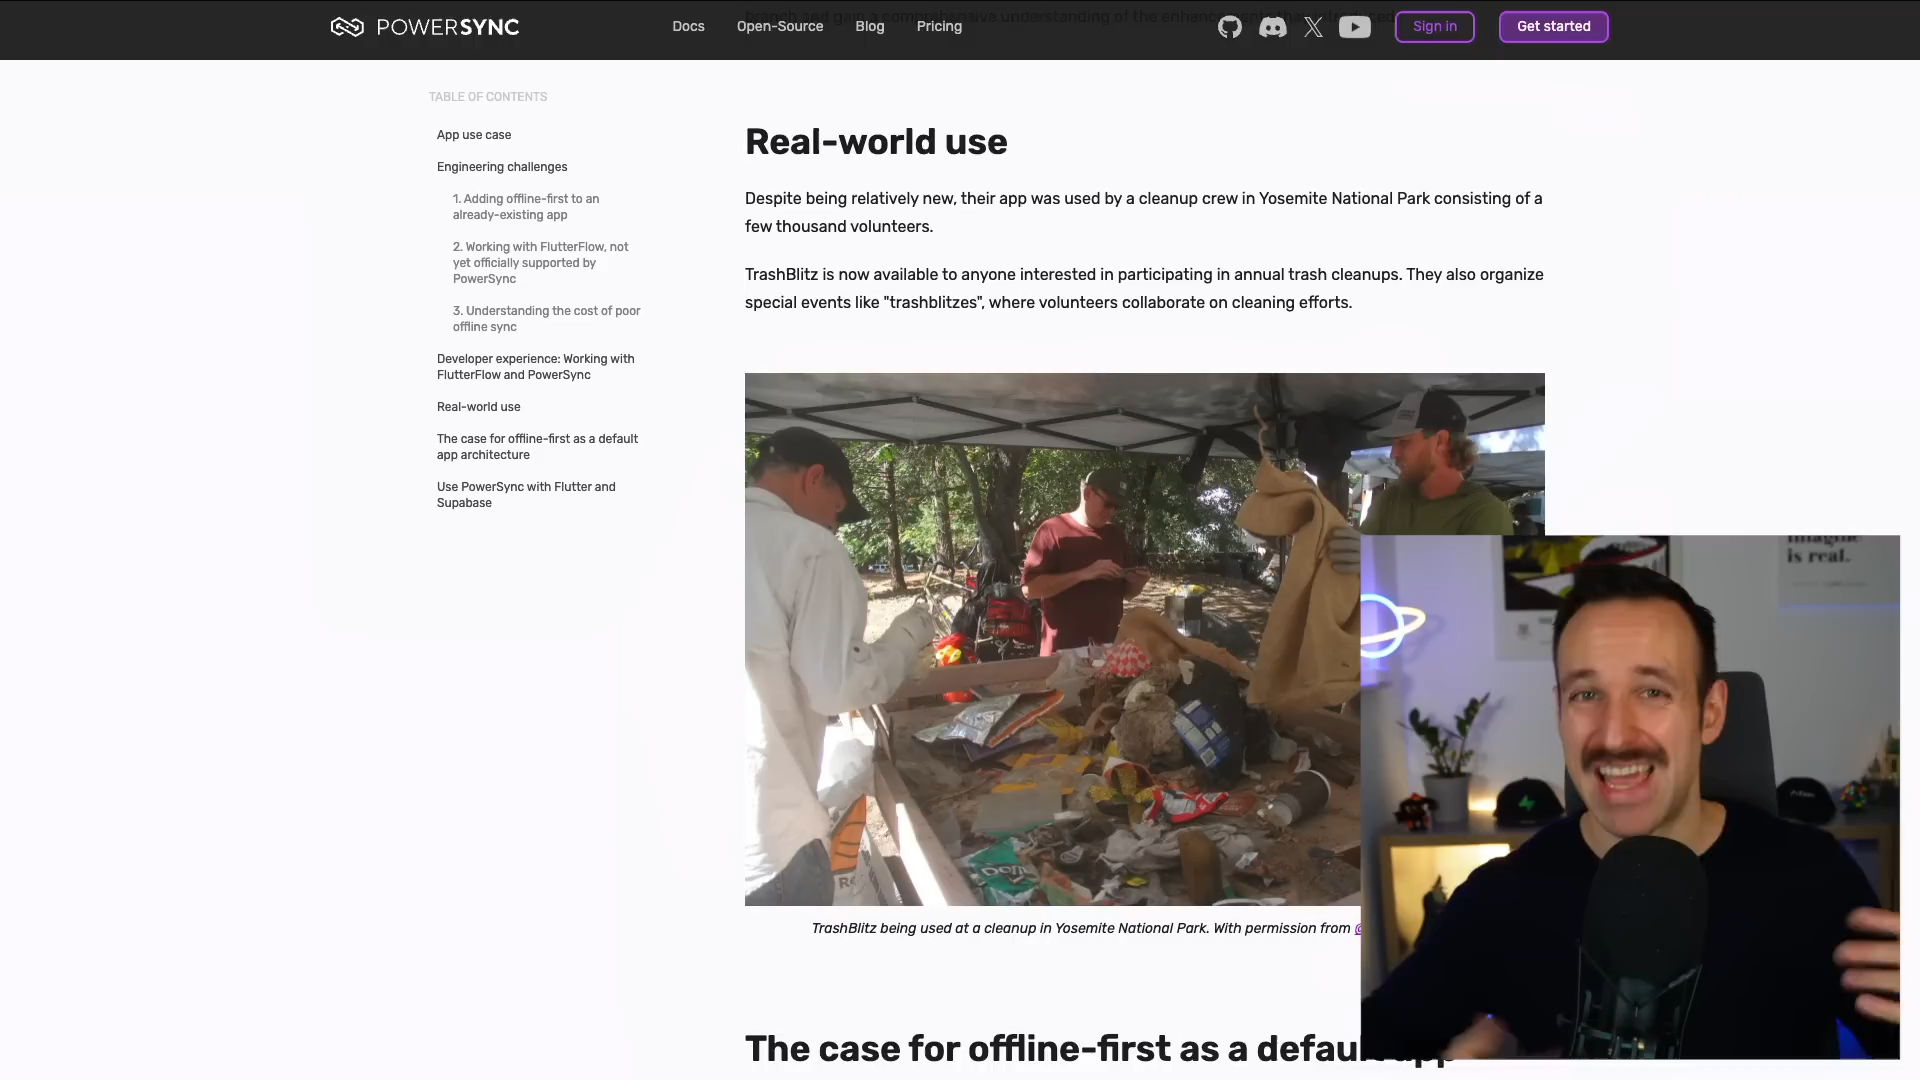 POWERSYNC
Docs
Open-Source
Blog
Pricing
Sign in
Get started
TABLE OF CONTENTS
App use case
Engineering challenges
1. Adding offline-first to an
already-existing app
2. Working with FlutterFlow, not
yet officially supported by
PowerSync
3. Understanding the cost of poor
offline sync
Developer experience: Working with
FlutterFlow and PowerSync
Real-world use
The case for offline-first as a default
app architecture
Use PowerSync with Flutter and
Supabase
Real-world use
Despite being relatively new, their app was used by a cleanup crew in Yosemite National Park consisting of a
few thousand volunteers.
TrashBlitz is now available to anyone interested in participating in annual trash cleanups. They also organize
special events like "trashblitzes", where volunteers collaborate on cleaning efforts.
TrashBlitz being used at a cleanup in Yosemite National Park. With permission from @
The case for offline-first as a default app
is real.